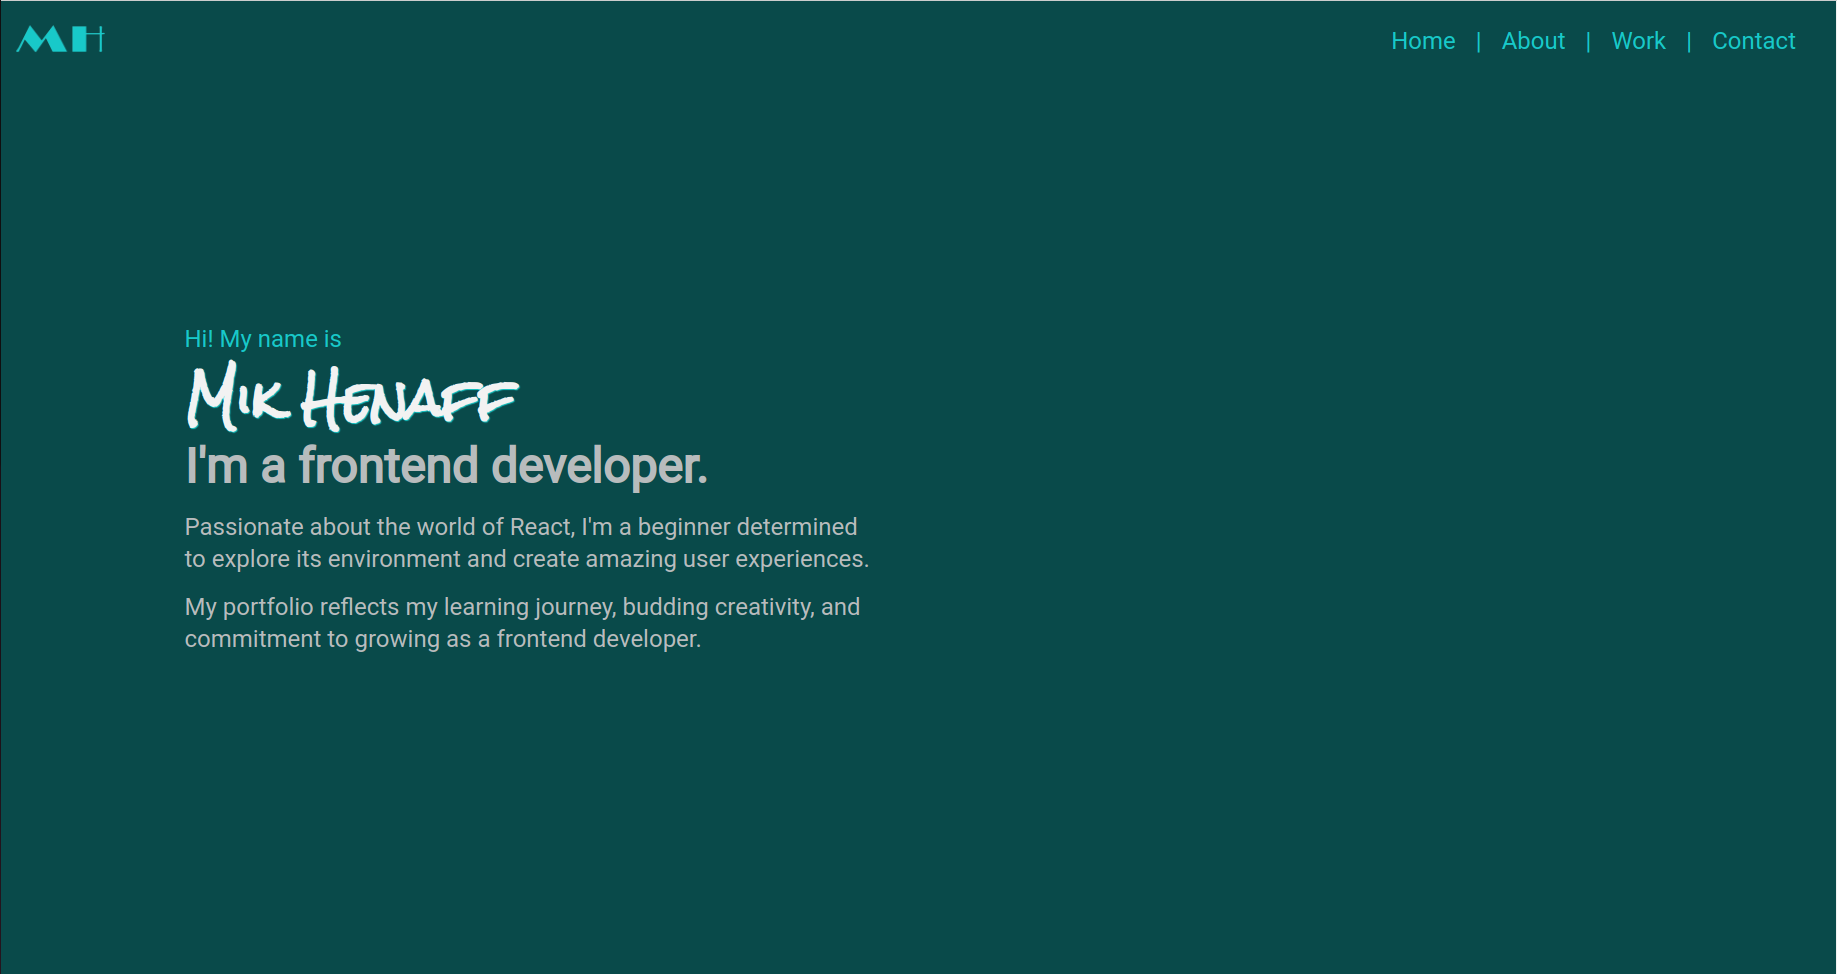 MH
Home | About | Work | Contact
Hi! My name is
Mik Henaff
I'm a frontend developer.
Passionate about the world of React, I'm a beginner determined
to explore its environment and create amazing user experiences.
My portfolio reflects my learning journey, budding creativity, and
commitment to growing as a frontend developer.